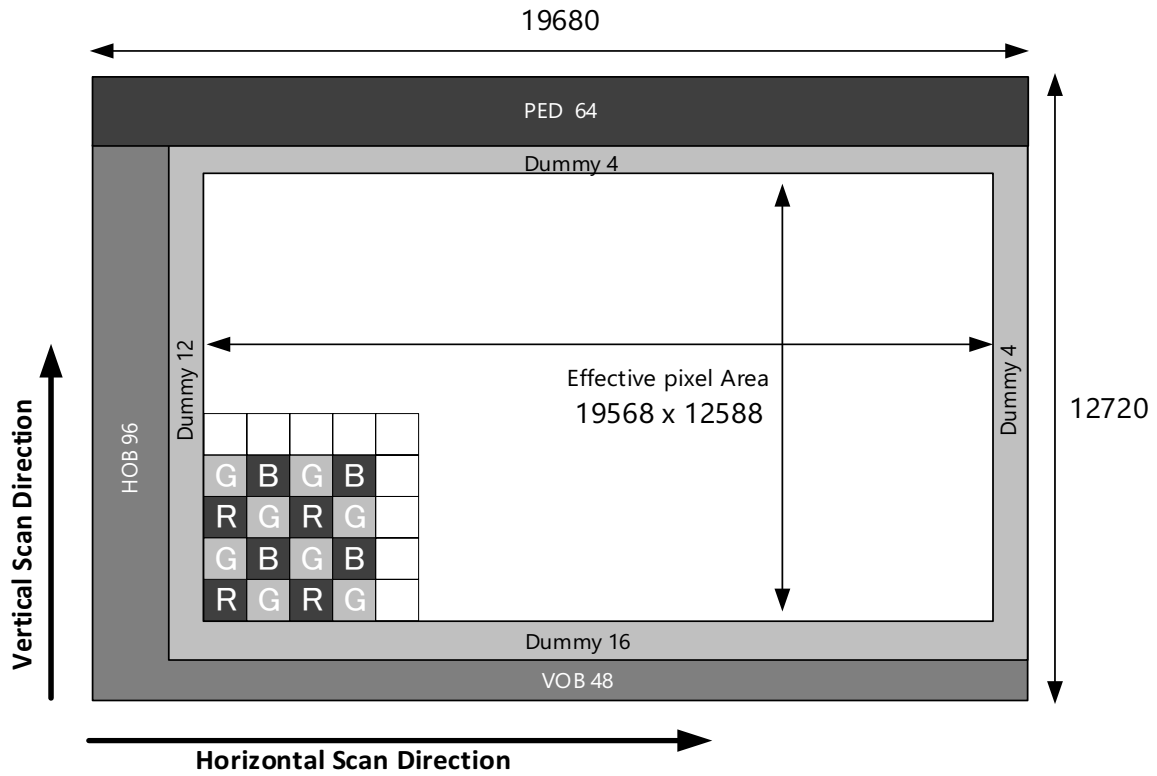 19680
PED 64
Dummy 4
Effective pixel Area
19568 x 12588
12720
Dummy 12
Dummy 4
HOB 96
Vertical Scan Direction
G B G B
R G R G
G B G B
R G R G
Dummy 16
VOB 48
Horizontal Scan Direction